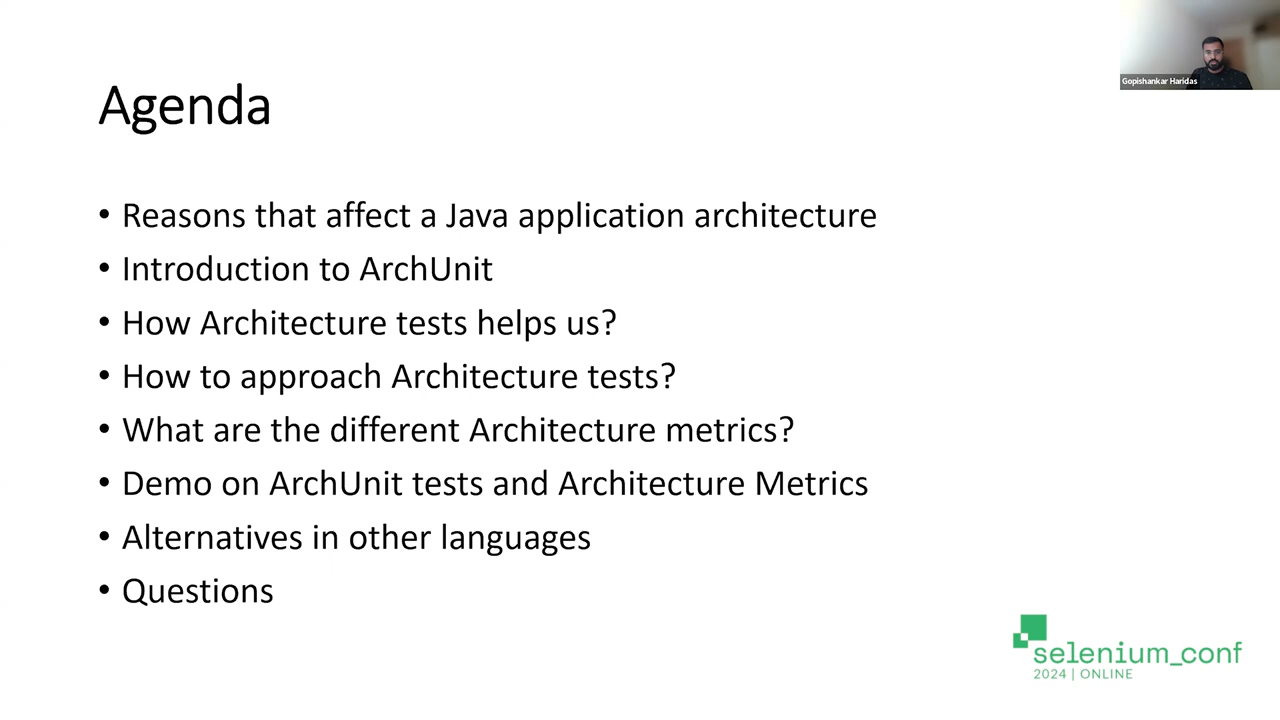 Gopishankar Haridas
Agenda
• Reasons that affect a Java application architecture
• Introduction to ArchUnit
• How Architecture tests helps us?
• How to approach Architecture tests?
• What are the different Architecture metrics?
• Demo on ArchUnit tests and Architecture Metrics
• Alternatives in other languages
• Questions
selenium_conf
2024 | ONLINE